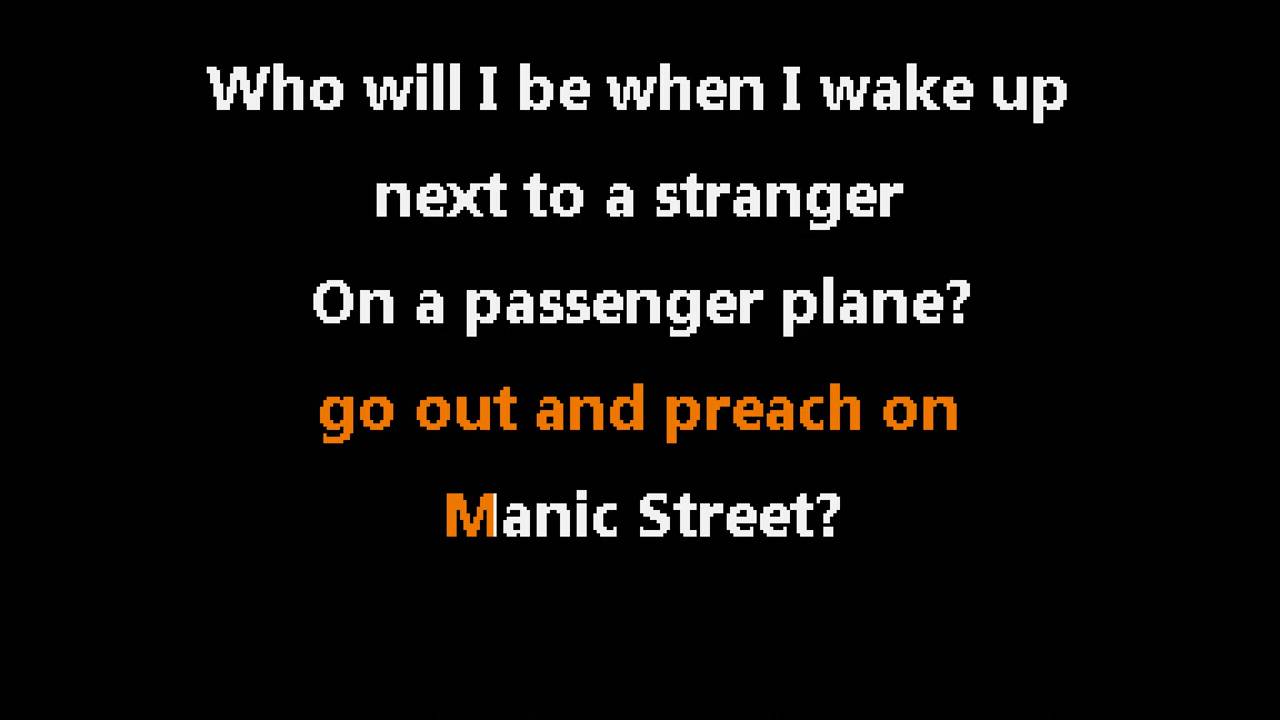 Who will I be when I wake up
next to a stranger
On a passenger plane?
go out and preach on
Manic Street?